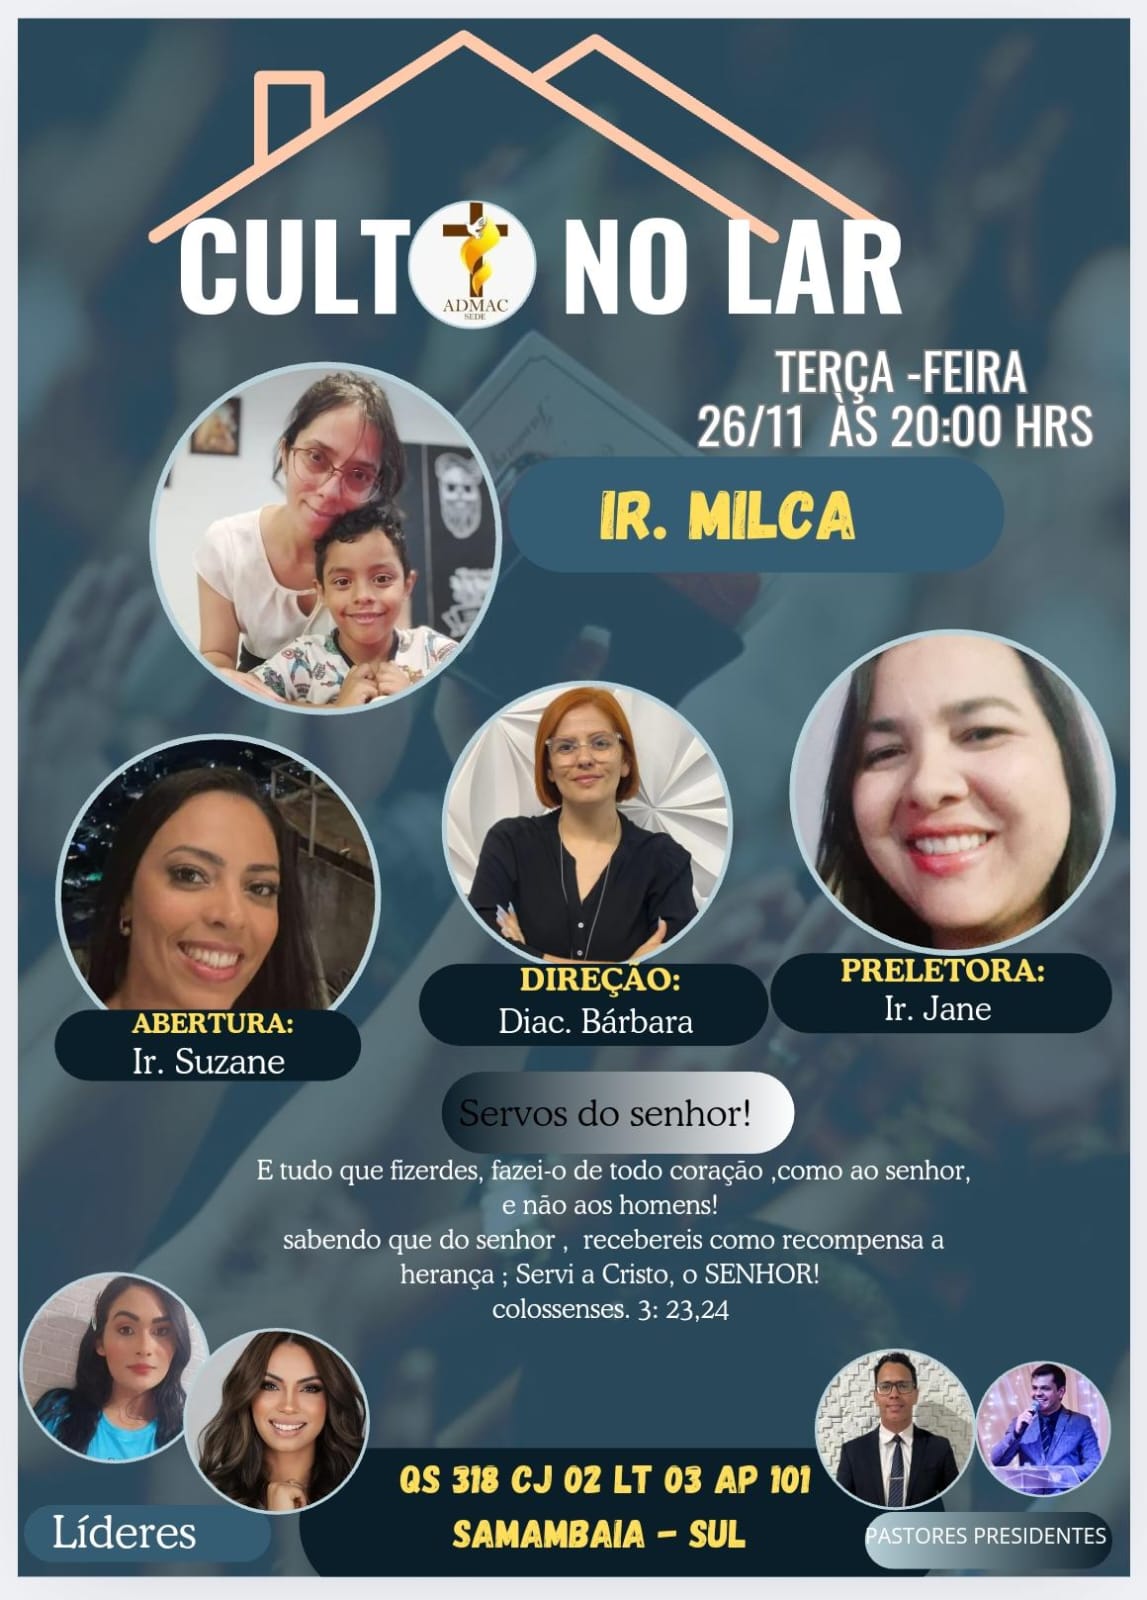 CULTO NO LAR
ADMAC
SEDE
TERÇA -FEIRA
26/11 ÀS 20:00 HRS
IR. MILCA
DIREÇÃO:
Diac. Bárbara
PRELETORA:
Ir. Jane
ABERTURA:
Ir. Suzane
Servos do senhor!
E tudo que fizerdes, fazei-o de todo coração ,como ao senhor,
e não aos homens!
sabendo que do senhor , recebereis como recompensa a
herança ; Servi a Cristo, o SENHOR!
colossenses. 3: 23,24
QS 318 CJ 02 LT 03 AP 101
SAMAMBAIA – SUL
Líderes
PASTORES PRESIDENTES